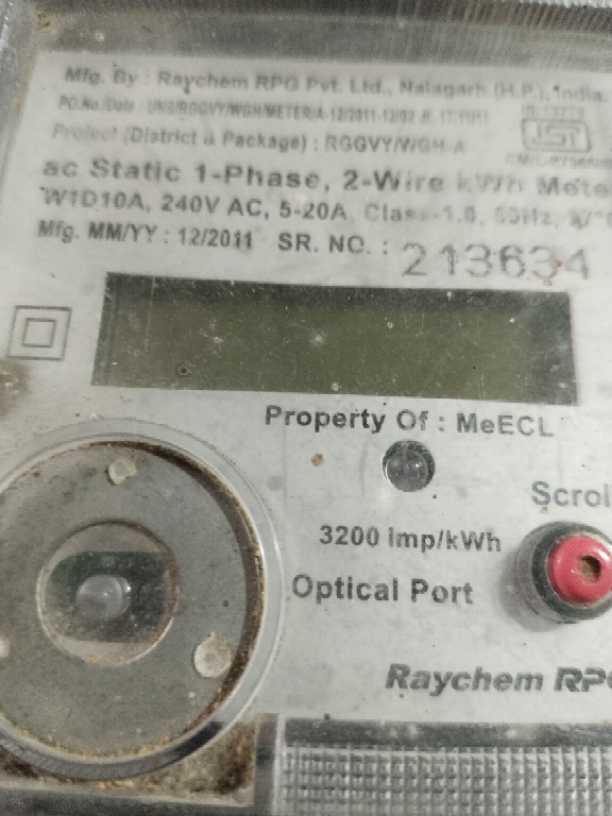 Mfg. By : Raychem RPG Pvt. Ltd., Nalagarh (H.P.), India.
Project (District & Package) : RGGVY/WGH-A
ac Static 1-Phase, 2-Wire kWh Mete
W1D10A, 240V AC, 5-20A, Class-1.0, 50Hz, 27°C
Mfg. MM/YY : 12/2011 SR. NO. : 213634
Property Of : MeECL
Scrol
3200 imp/kWh
Optical Port
Raychem RPG